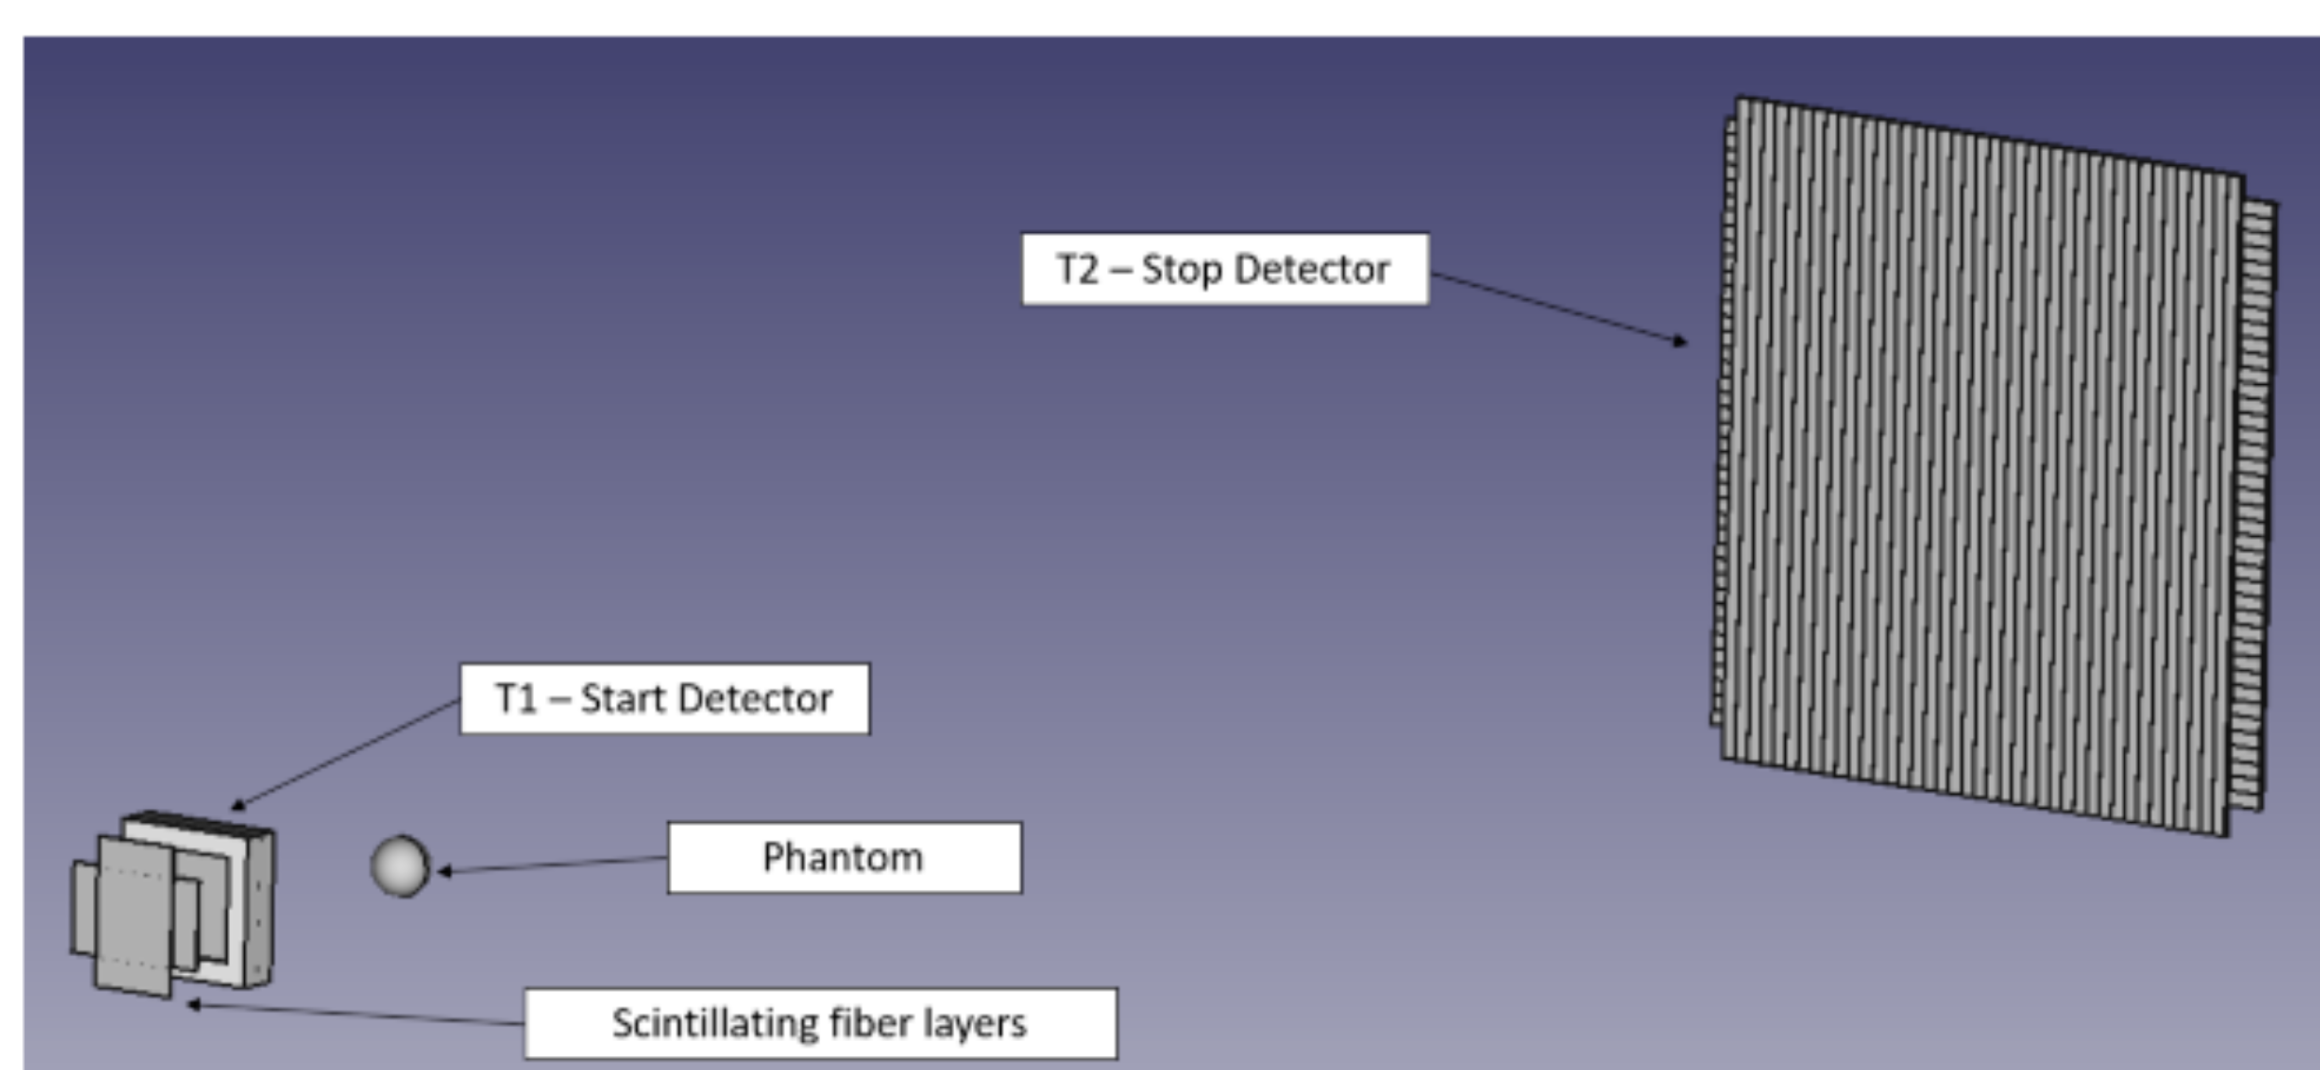 T2 – Stop Detector
T1 – Start Detector
Phantom
Scintillating fiber layers